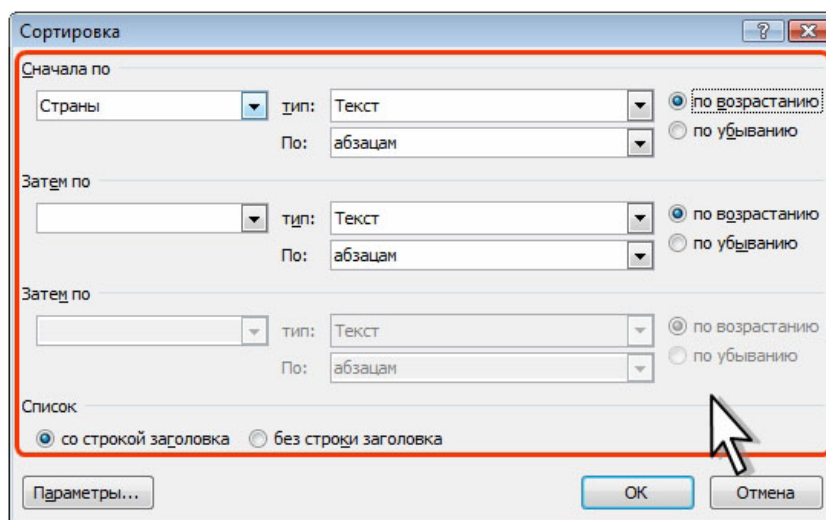 Сортировка
Сначала по
Страны тип: Текст по возрастанию
По: абзацам по убыванию
Затем по
тип: Текст по возрастанию
По: абзацам по убыванию
Затем по
тип: Текст по возрастанию
По: абзацам по убыванию
Список
со строкой заголовка без строки заголовка
Параметры... ОК Отмена